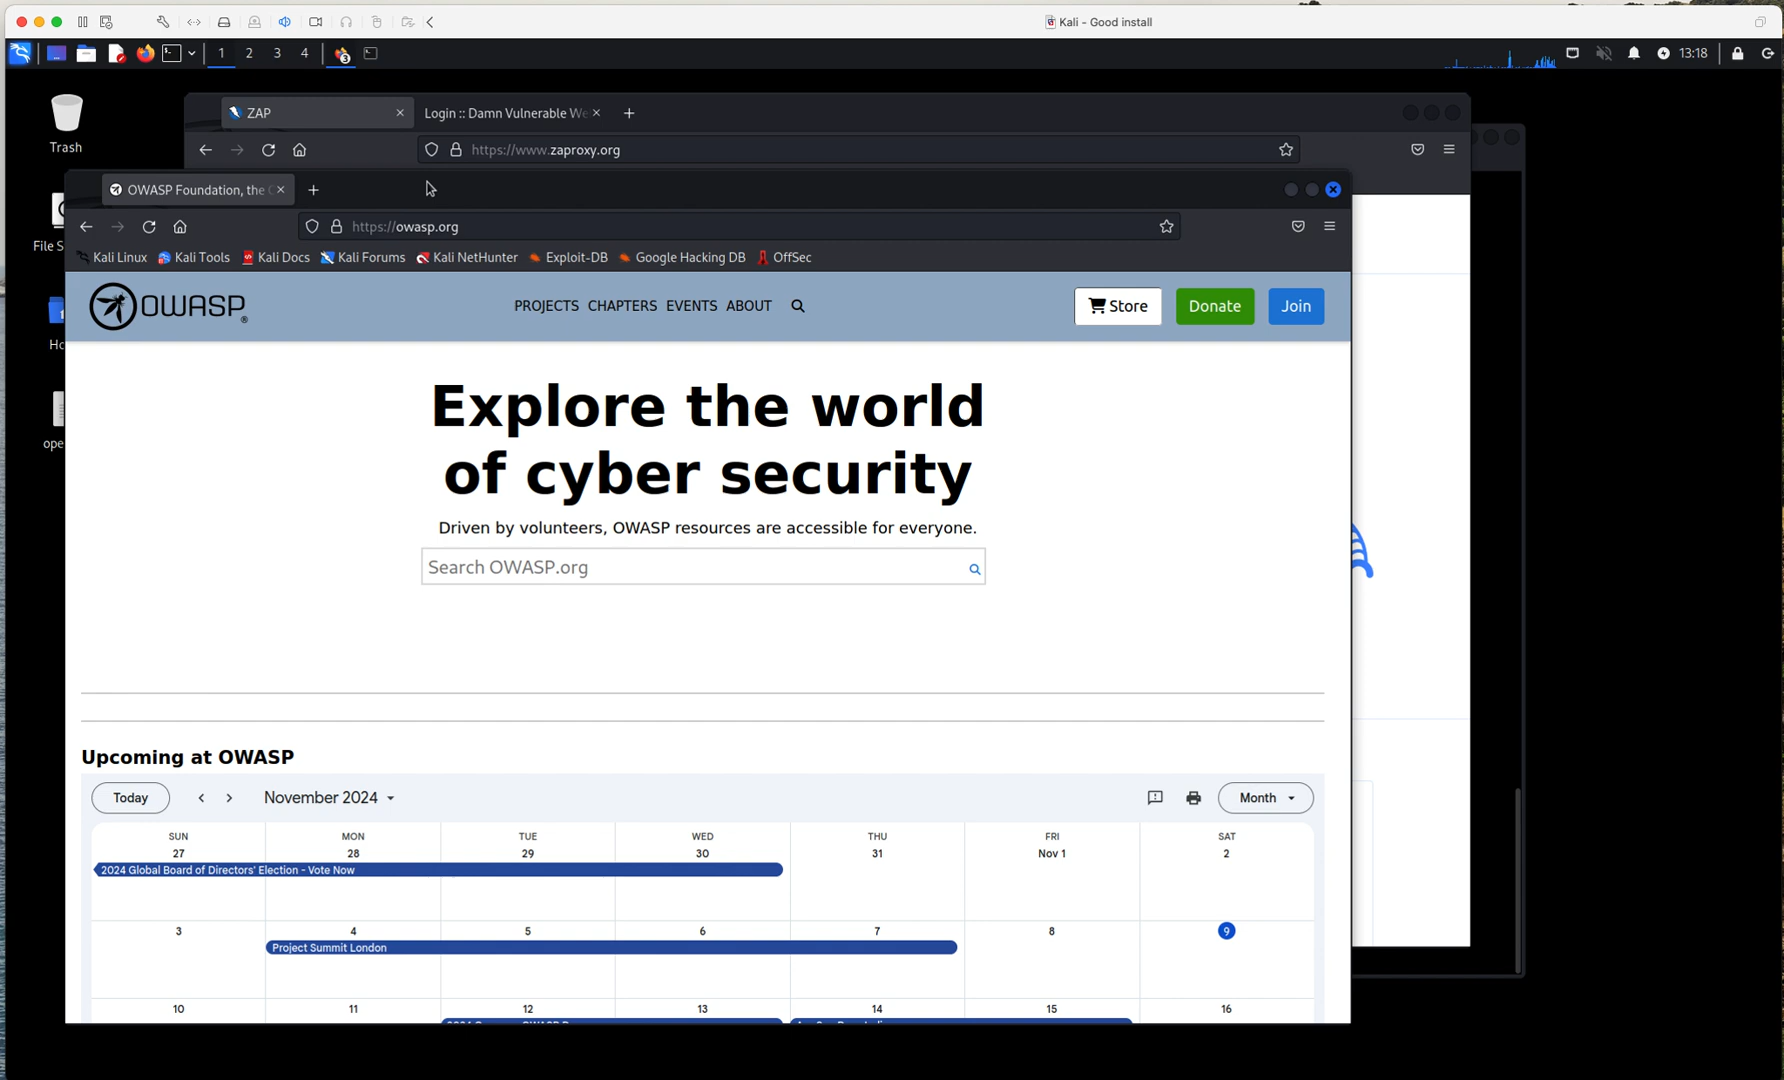 Kali - Good install
1 2 3 4
3
13:18
Trash
ZAP
Login :: Damn Vulnerable We
https://www.zaproxy.org
OWASP Foundation, the
https://owasp.org
File S
Kali Linux Kali Tools Kali Docs Kali Forums Kali NetHunter Exploit-DB Google Hacking DB OffSec
OWASP®
PROJECTS CHAPTERS EVENTS ABOUT
Store Donate Join
Ho
Explore the world
of cyber security
ope
Driven by volunteers, OWASP resources are accessible for everyone.
Search OWASP.org
Upcoming at OWASP
Today November 2024 Month
SUN MON TUE WED THU FRI SAT
27 28 29 30 31 Nov 1 2
2024 Global Board of Directors' Election - Vote Now
3 4 5 6 7 8 9
Project Summit London
10 11 12 13 14 15 16